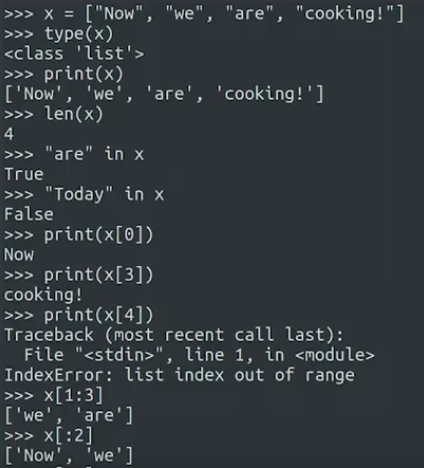 >>> x = ["Now", "we", "are", "cooking!"]
>>> type(x)
<class 'list'>
>>> print(x)
['Now', 'we', 'are', 'cooking!']
>>> len(x)
4
>>> "are" in x
True
>>> "Today" in x
False
>>> print(x[0])
Now
>>> print(x[3])
cooking!
>>> print(x[4])
Traceback (most recent call last):
  File "<stdin>", line 1, in <module>
IndexError: list index out of range
>>> x[1:3]
['we', 'are']
>>> x[:2]
['Now', 'we']